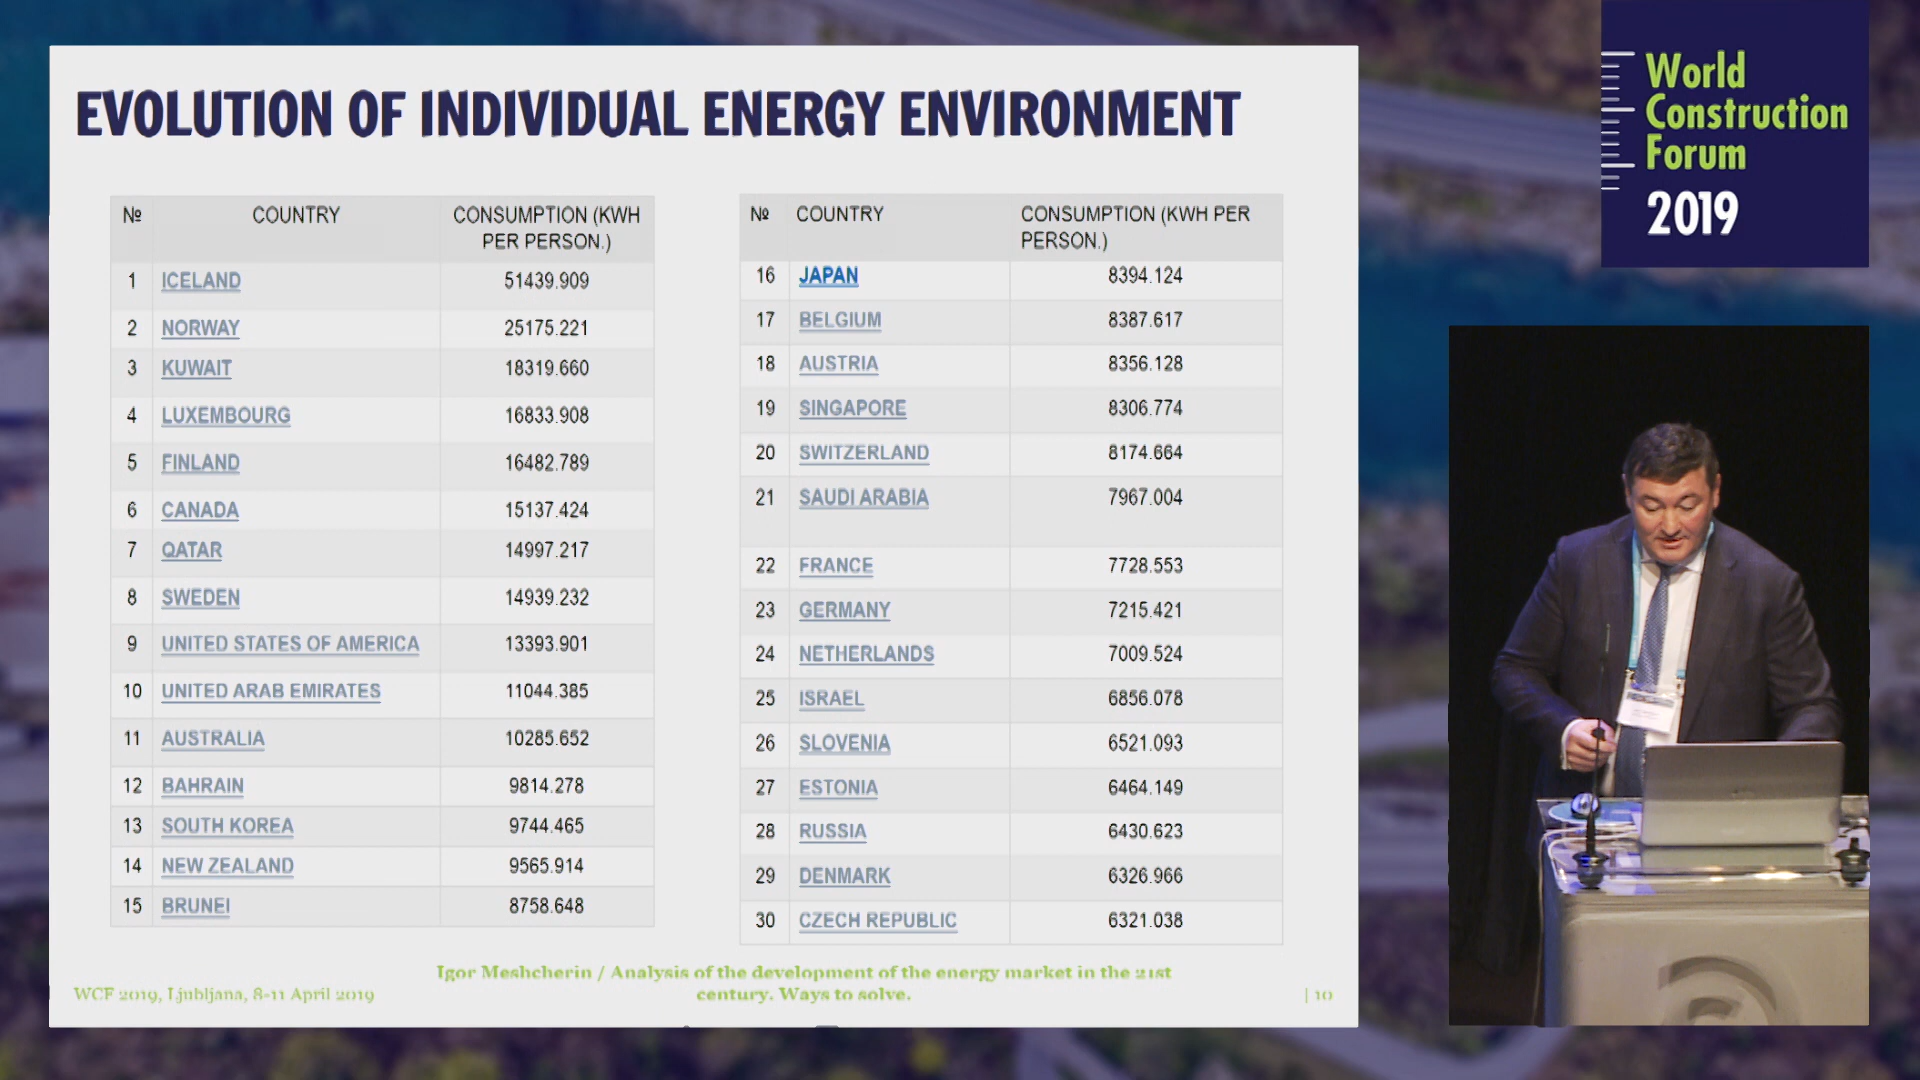 EVOLUTION OF INDIVIDUAL ENERGY ENVIRONMENT
№ COUNTRY CONSUMPTION (KWH
PER PERSON.)
1 ICELAND 51439.909
2 NORWAY 25175.221
3 KUWAIT 18319.660
4 LUXEMBOURG 16833.908
5 FINLAND 16482.789
6 CANADA 15137.424
7 QATAR 14997.217
8 SWEDEN 14939.232
9 UNITED STATES OF AMERICA 13393.901
10 UNITED ARAB EMIRATES 11044.385
11 AUSTRALIA 10285.652
12 BAHRAIN 9814.278
13 SOUTH KOREA 9744.465
14 NEW ZEALAND 9565.914
15 BRUNEI 8758.648
№ COUNTRY CONSUMPTION (KWH PER
PERSON.)
16 JAPAN 8394.124
17 BELGIUM 8387.617
18 AUSTRIA 8356.128
19 SINGAPORE 8306.774
20 SWITZERLAND 8174.664
21 SAUDI ARABIA 7967.004
22 FRANCE 7728.553
23 GERMANY 7215.421
24 NETHERLANDS 7009.524
25 ISRAEL 6856.078
26 SLOVENIA 6521.093
27 ESTONIA 6464.149
28 RUSSIA 6430.623
29 DENMARK 6326.966
30 CZECH REPUBLIC 6321.038
WCF 2019, Ljubljana, 8-11 April 2019
Igor Meshcherin / Analysis of the development of the energy market in the 21st
century. Ways to solve.
| 10
World
Construction
Forum
2019